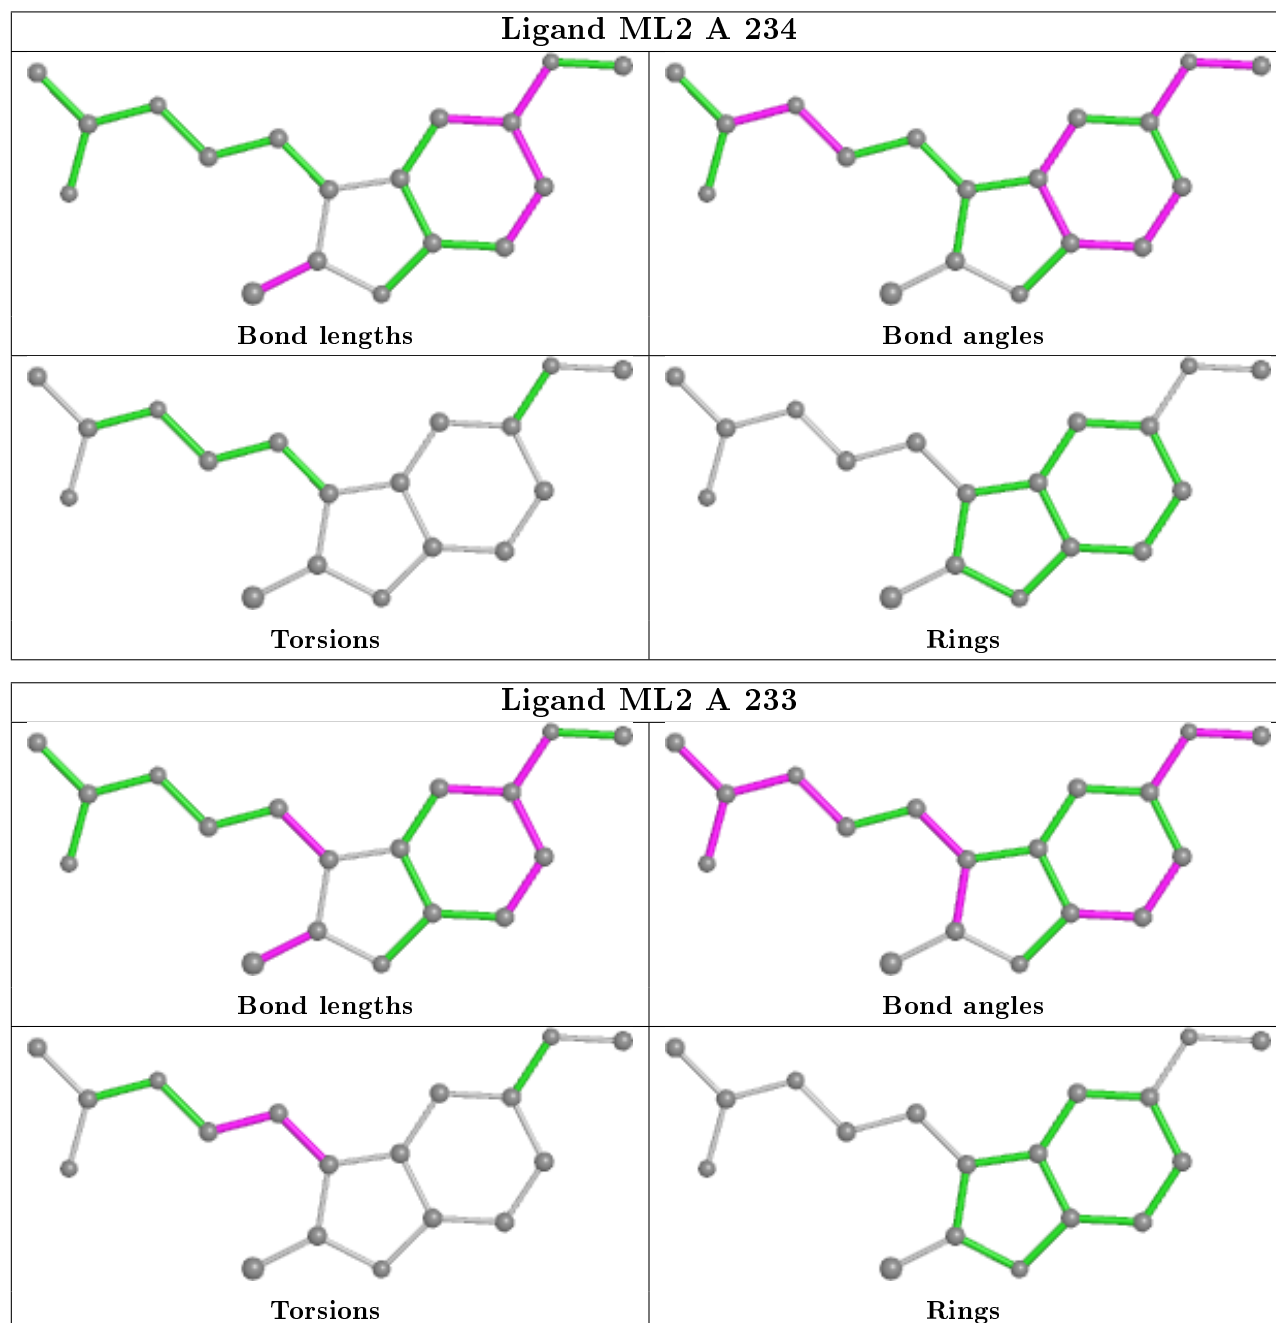 Ligand ML2 A 234
Bond lengths
Bond angles
Torsions
Rings
Ligand ML2 A 233
Bond lengths
Bond angles
Torsions
Rings